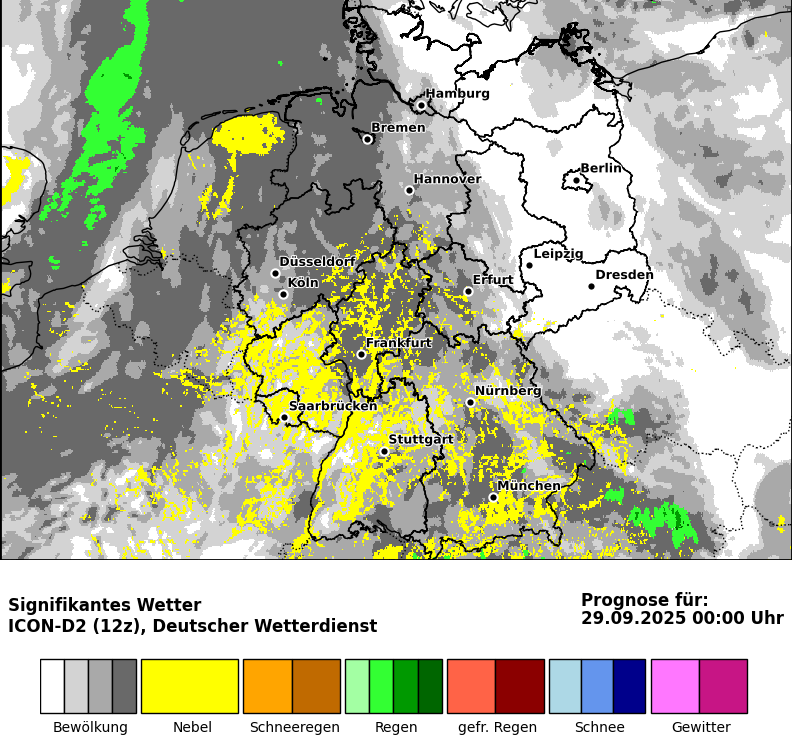 Hamburg
Bremen
Berlin
Hannover
Leipzig
Düsseldorf
Dresden
Köln
Erfurt
Frankfurt
Nürnberg
Saarbrücken
Stuttgart
München
Signifikantes Wetter
ICON-D2 (12z), Deutscher Wetterdienst
Prognose für:
29.09.2025 00:00 Uhr
Bewölkung
Nebel
Schneeregen
Regen
gefr. Regen
Schnee
Gewitter